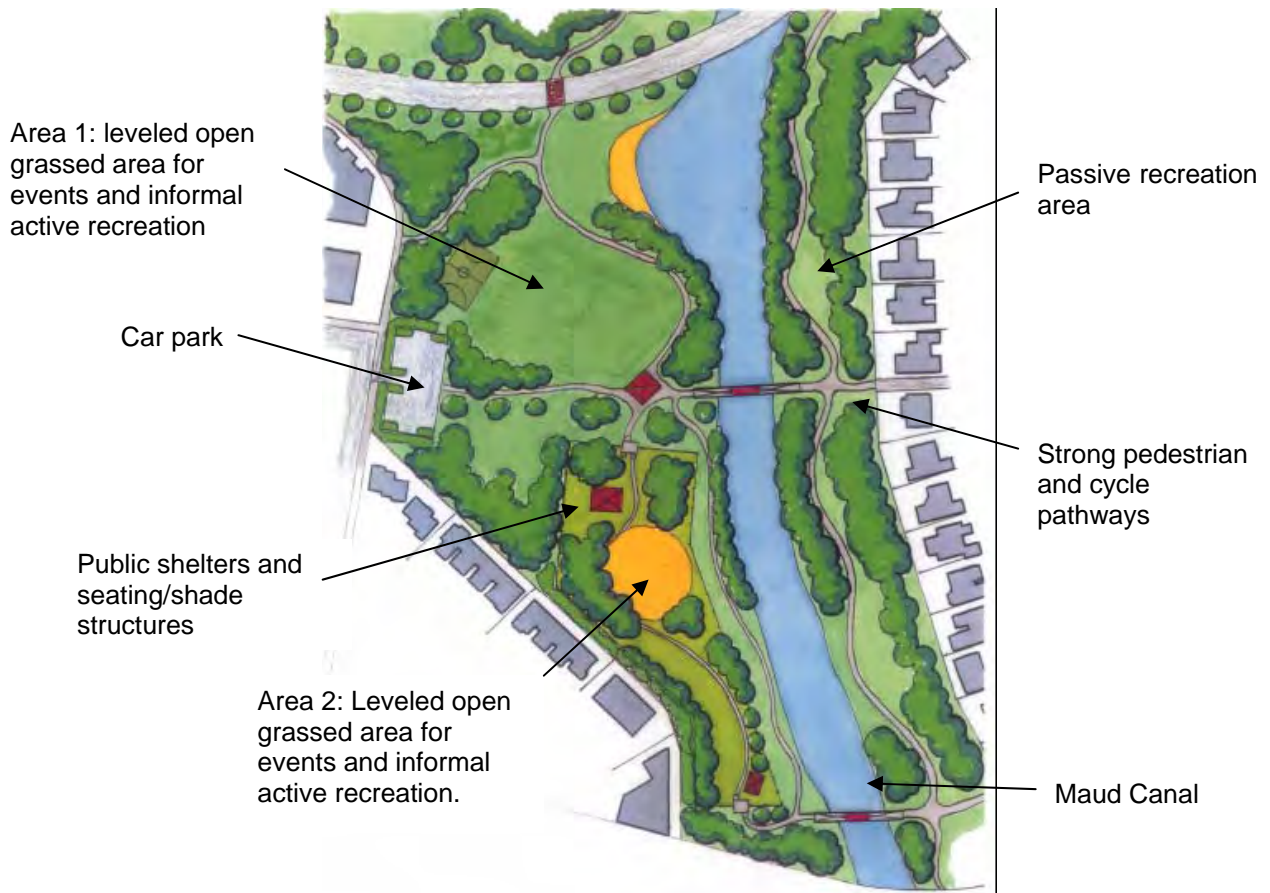 Area 1: leveled open
grassed area for
events and informal
active recreation
Car park
Public shelters and
seating/shade
structures
Area 2: Leveled open
grassed area for
events and informal
active recreation.
Passive recreation
area
Strong pedestrian
and cycle
pathways
Maud Canal